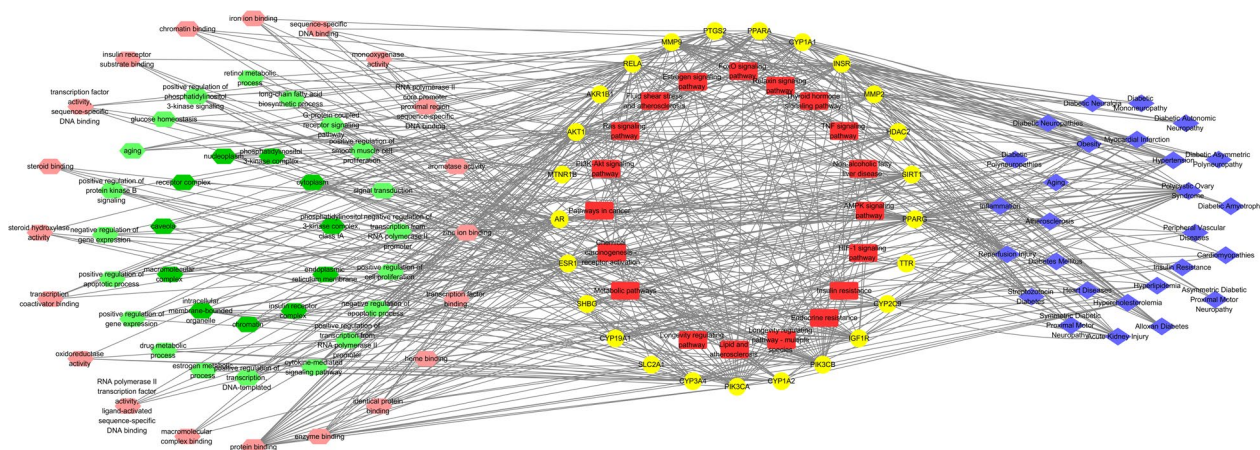 iron ion binding
chromatin binding
sequence-specific
DNA binding
insulin receptor
substrate binding
monooxygenase
activity
retinol metabolic
process
transcription factor
activity,
sequence-specific
DNA binding
positive regulation of
phosphatidylinositol
3-kinase signaling
long-chain fatty acid
biosynthetic process
RNA polymerase II
core promoter
proximal region
sequence-specific
DNA binding
glucose homeostasis
G-protein coupled
receptor signaling
pathway
positive regulation of
smooth muscle cell
proliferation
aging
nucleoplasm
phosphatidylinositol
3-kinase complex
steroid binding
aromatase activity
receptor complex
cytoplasm
positive regulation of
protein kinase B
signaling
signal transduction
steroid hydroxylase
activity
negative regulation of
gene expression
caveola
phosphatidylinositol
3-kinase complex
class IA
negative regulation of
transcription from
RNA polymerase II
promoter
zinc ion binding
positive regulation of
apoptotic process
macromolecular
complex
endoplasmic
reticulum membrane
positive regulation of
cell proliferation
transcription
coactivator binding
transcription factor
binding
positive regulation of
gene expression
intracellular
membrane-bounded
organelle
insulin receptor
complex
negative regulation of
apoptotic process
chromatin
positive regulation of
transcription from
RNA polymerase II
promoter
drug metabolic
process
oxidoreductase
activity
estrogen metabolic
process
positive regulation
of transcription,
DNA-templated
cytokine-mediated
signaling pathway
heme binding
RNA polymerase II
transcription factor
activity,
ligand-activated
sequence-specific
DNA binding
identical protein
binding
macromolecular
complex binding
protein binding
enzyme binding
PTGS2
PPARA
CYP1A1
MMP9
INSR
RELA
MMP2
AKR1B1
HDAC2
AKT1
SIRT1
MTNR1B
PPARG
AR
TTR
ESR1
CYP2C9
SHBG
IGF1R
CYP19A1
PIK3CB
SLC2A1
CYP1A2
CYP3A4
PIK3CA
FoxO signaling
pathway
Estrogen signaling
pathway
Relaxin signaling
pathway
Fluid shear stress
and atherosclerosis
Thyroid hormone
signaling pathway
Ras signaling
pathway
TNF signaling
pathway
PI3K-Akt signaling
pathway
Non-alcoholic fatty
liver disease
Pathways in cancer
AMPK signaling
pathway
Chemical
carcinogenesis -
receptor activation
HIF-1 signaling
pathway
Metabolic pathways
Insulin resistance
Endocrine resistance
Longevity regulating
pathway
Lipid and
atherosclerosis
Longevity regulating
pathway - multiple
species
Diabetic Neuralgia
Diabetic
Mononeuropathy
Diabetic Neuropathies
Diabetic Autonomic
Neuropathy
Obesity
Myocardial Infarction
Diabetic
Polyneuropathies
Hypertension
Diabetic Asymmetric
Polyneuropathy
Aging
Polycystic Ovary
Syndrome
Inflammation
Diabetic Amyotrophy
Atherosclerosis
Peripheral Vascular
Diseases
Reperfusion Injury
Diabetes Mellitus
Cardiomyopathies
Insulin Resistance
Streptozotocin
Diabetes
Heart Diseases
Hyperlipidemia
Hypercholesterolemia
Asymmetric Diabetic
Proximal Motor
Neuropathy
Symmetric Diabetic
Proximal Motor
Neuropathy
Alloxan Diabetes
Acute Kidney Injury